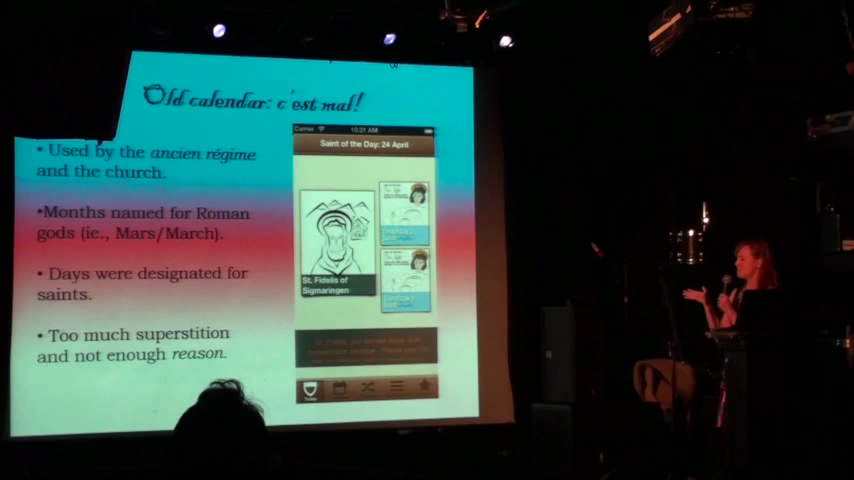 Old calendar: c'est mal!
• Used by the ancien régime
and the church.
•Months named for Roman
gods (ie., Mars/March).
• Days were designated for
saints.
• Too much superstition
and not enough reason.
Carrier 10:21 AM
Saint of the Day: 24 April
St. Fidelis of
Sigmaringen
Today